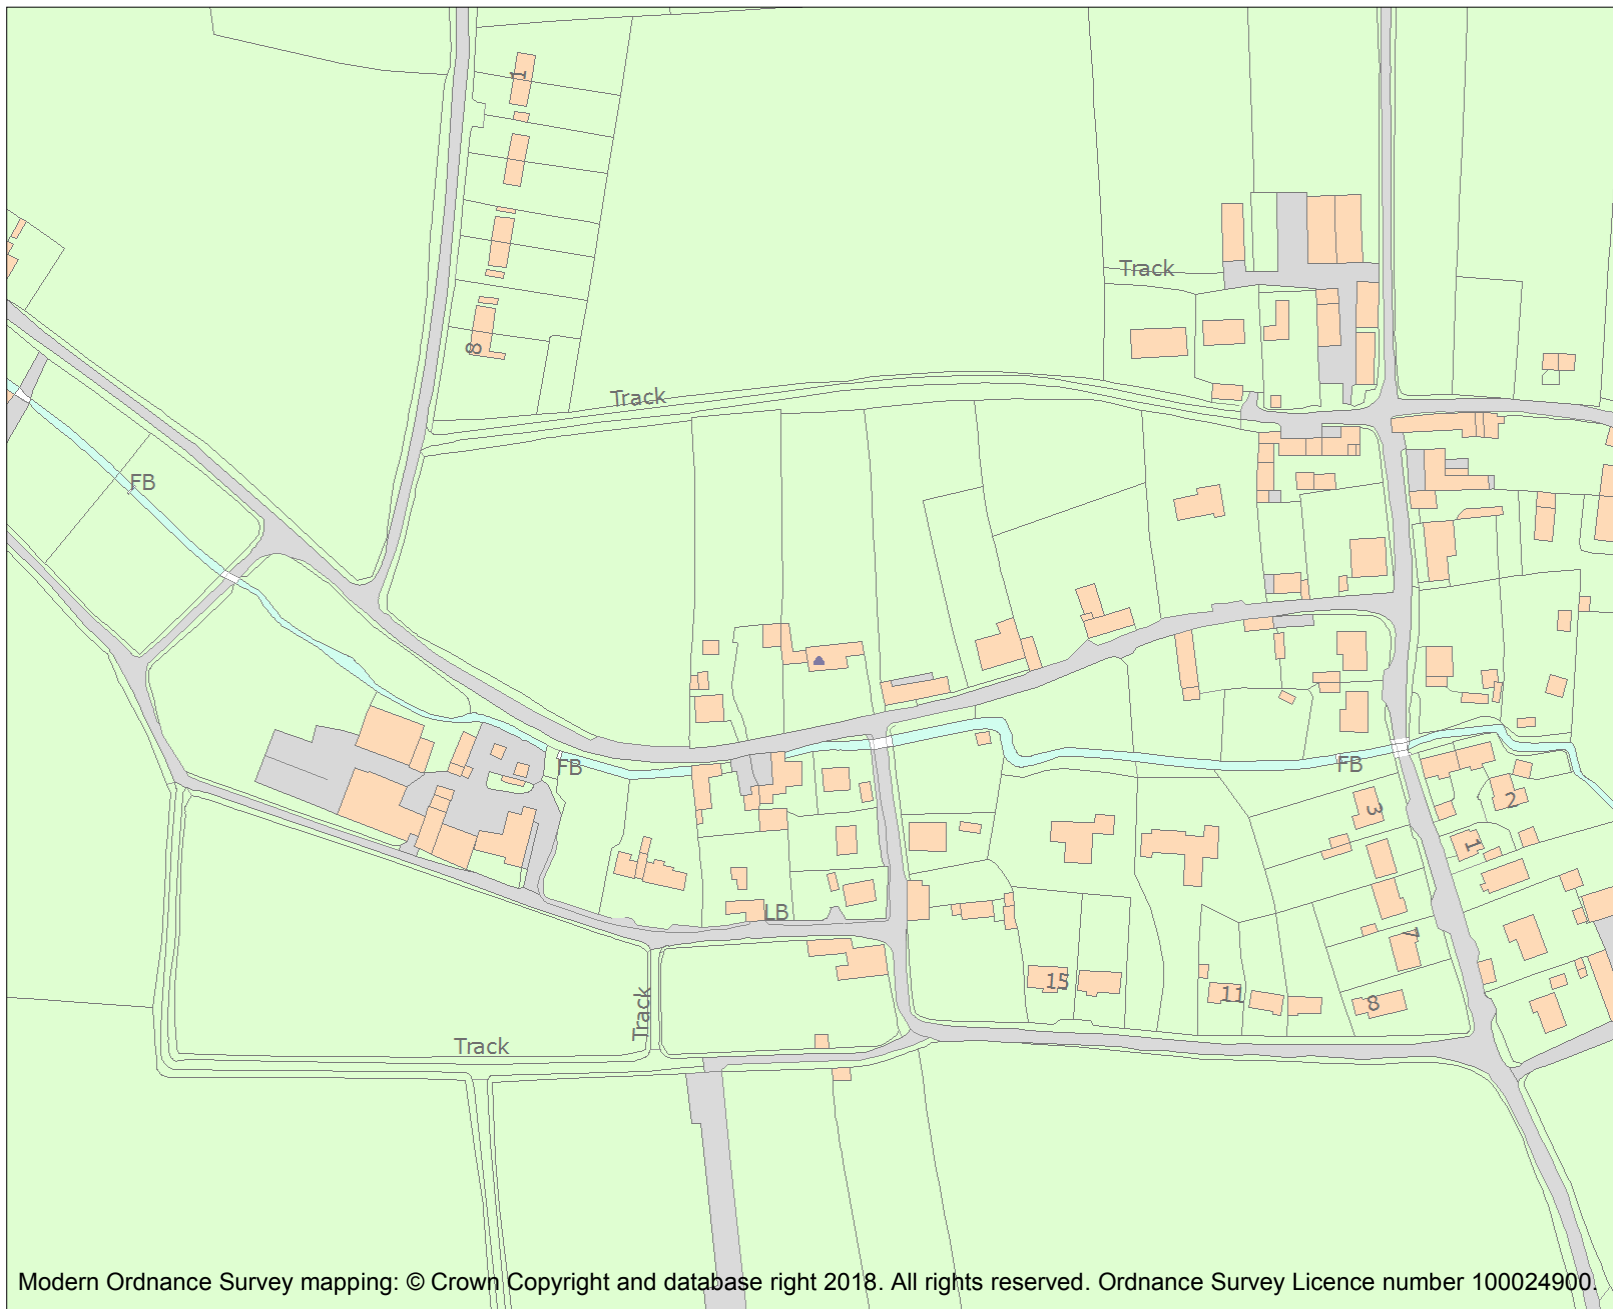 1
Track
8
Track
FB
FB
FB
3
2
1
LB
7
15
11
8
Track
Track
Modern Ordnance Survey mapping: © Crown Copyright and database right 2018. All rights reserved. Ordnance Survey Licence number 100024900.